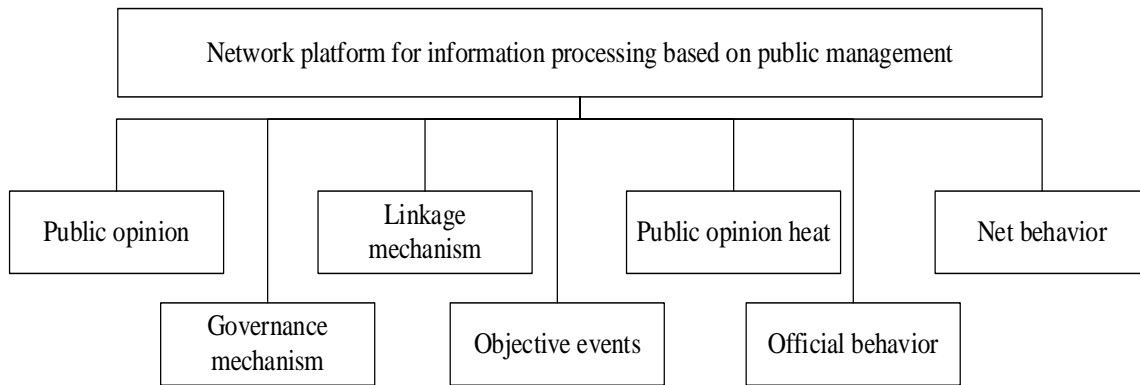 Network platform for information processing based on public management
Public opinion
Linkage
mechanism
Public opinion heat
Net behavior
Governance
mechanism
Objective events
Official behavior